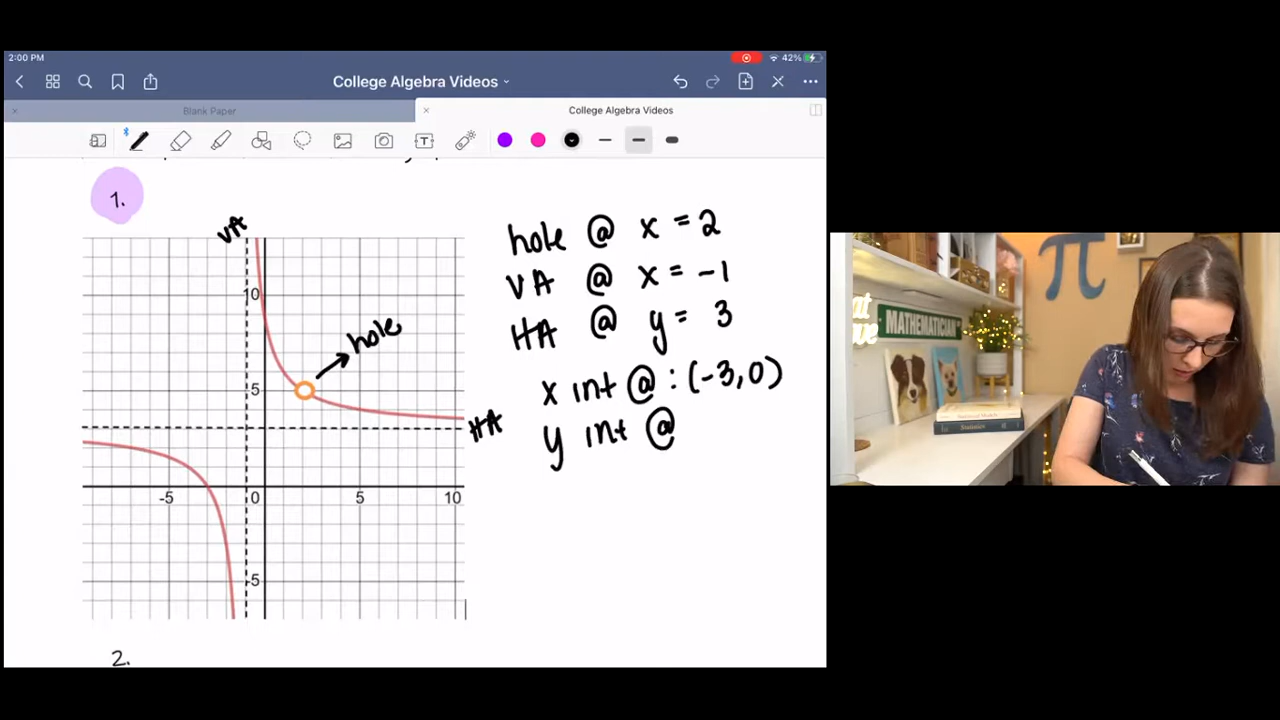 2:00 PM
42%
College Algebra Videos
Blank Paper
College Algebra Videos
1.
VA
hole
HA
10
5
-5
0
5
10
-5
hole @ x = 2
VA @ x = -1
HA @ y = 3
x int @ : (-3,0)
y int @
2.
MATHEMATICIAN
Statistics